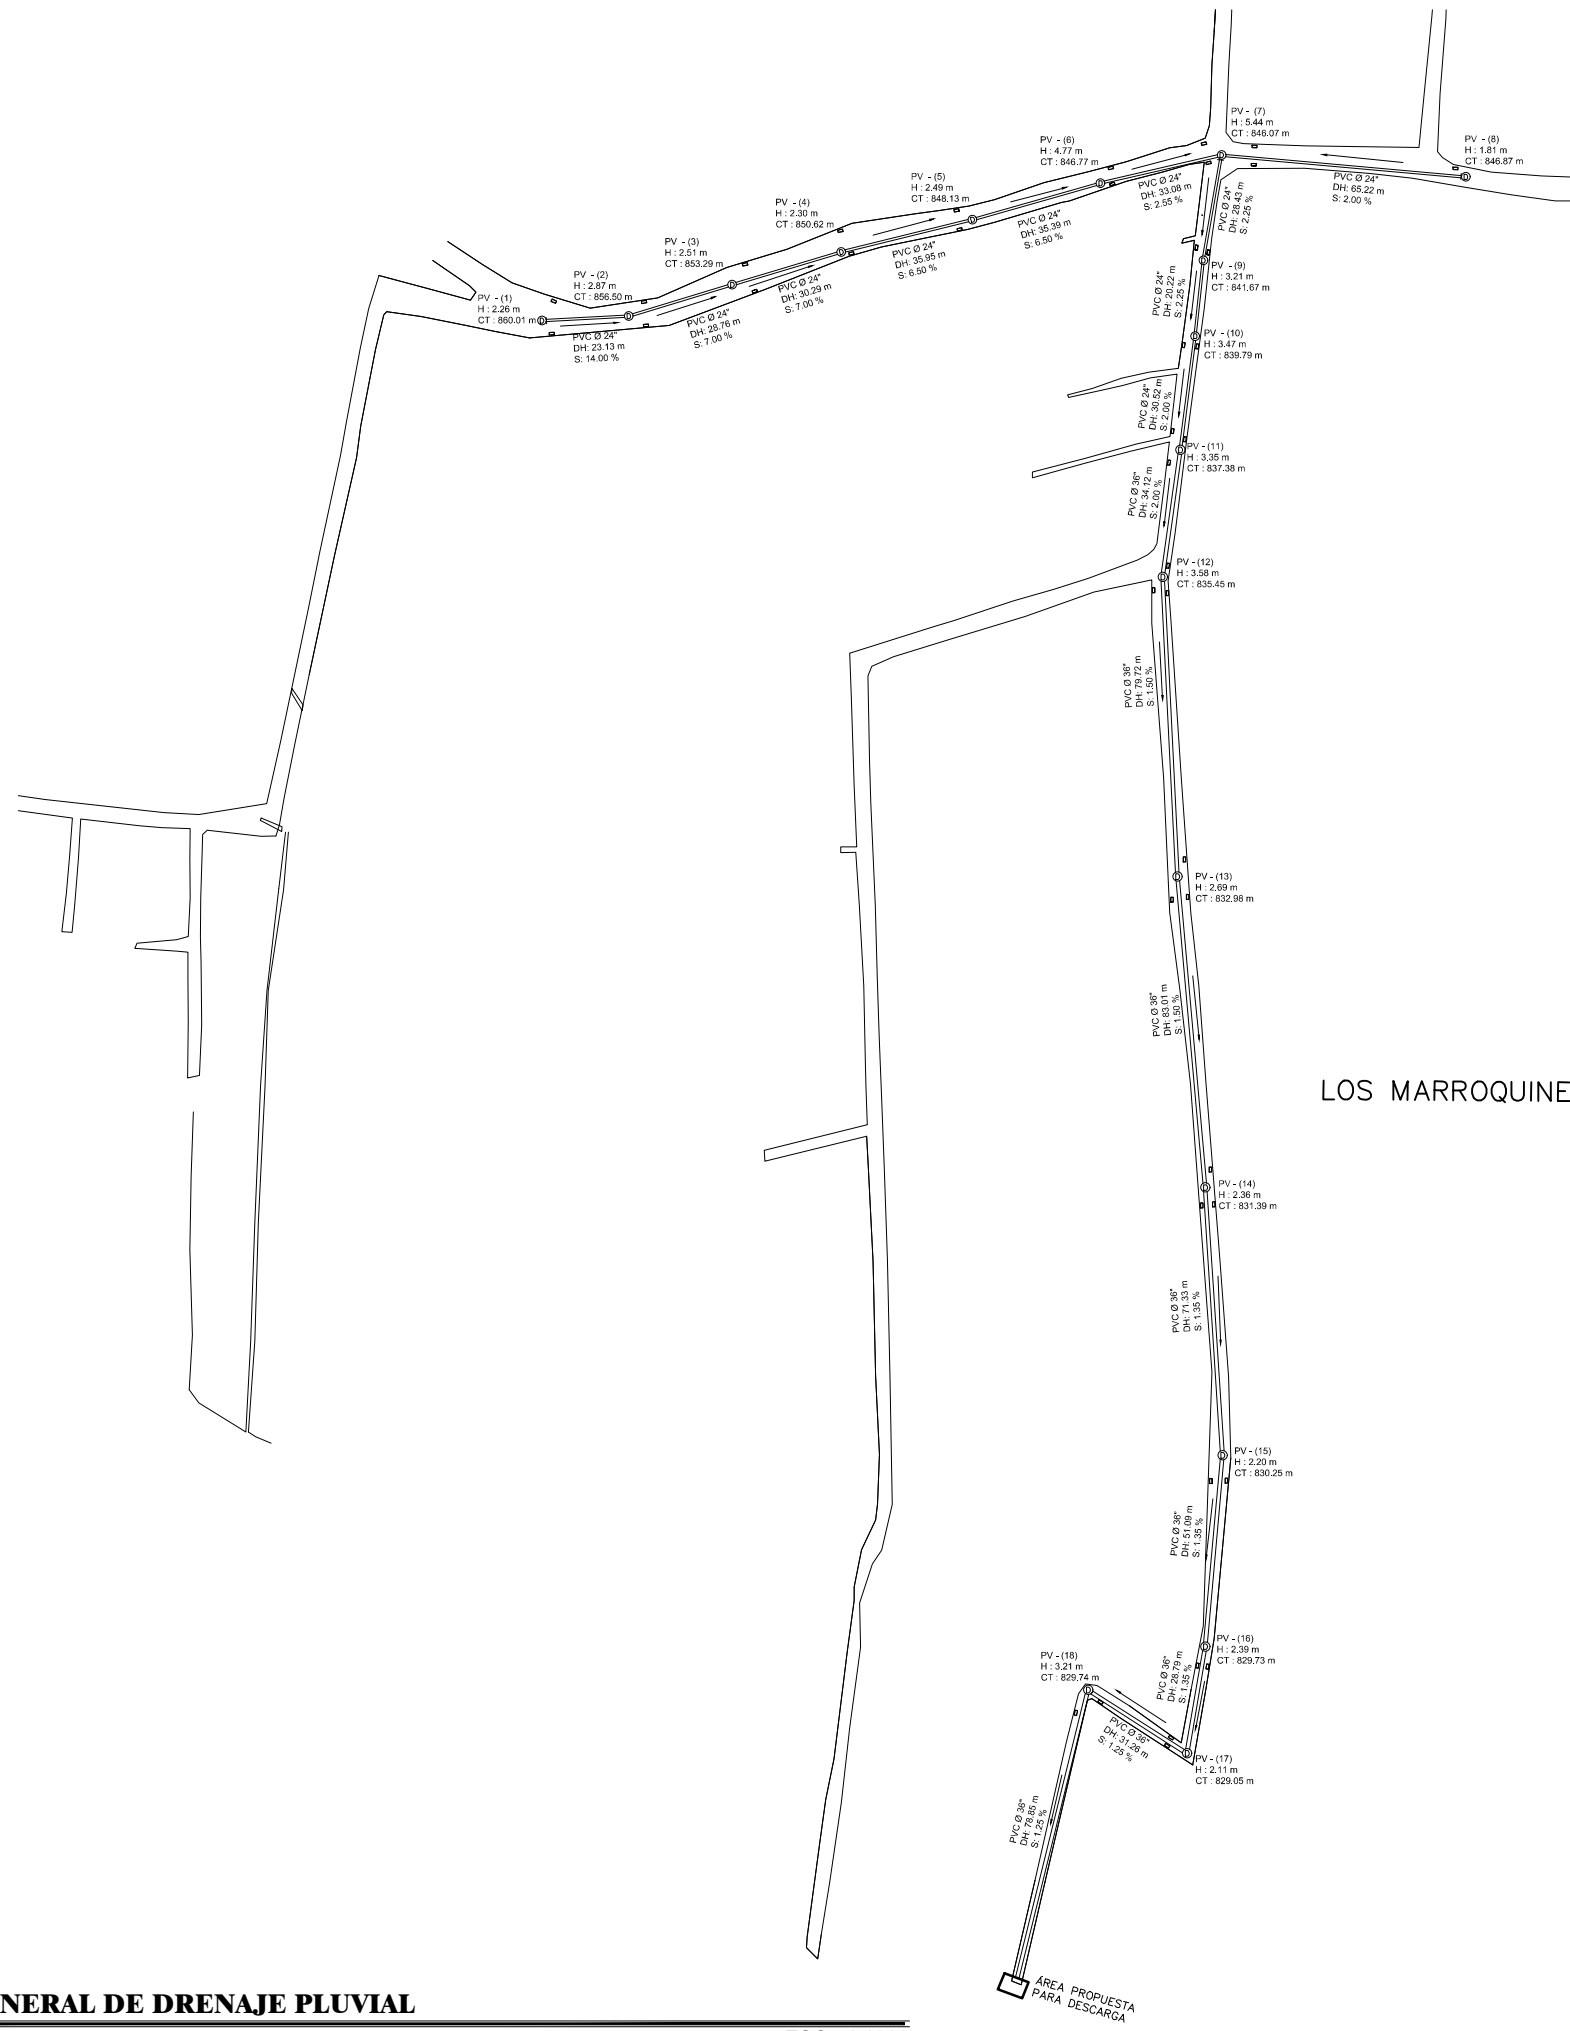 PV - (7)
H : 5.44 m
CT : 846.07 m
PV - (8)
H : 1.81 m
CT : 846.87 m
PV - (6)
H : 4.77 m
CT : 846.77 m
PV - (5)
H : 2.49 m
CT : 848.13 m
PV - (4)
H : 2.30 m
CT : 850.62 m
PV - (3)
H : 2.51 m
CT : 853.29 m
PV - (2)
H : 2.87 m
CT : 856.50 m
PV - (1)
H : 2.26 m
CT : 860.01 m
PVC Ø 24"
DH: 23.13 m
S: 14.00 %
PVC Ø 24"
DH: 28.76 m
S: 7.00 %
PVC Ø 24"
DH: 30.29 m
S: 7.00 %
PVC Ø 24"
DH: 35.95 m
S: 6.50 %
PVC Ø 24"
DH: 35.39 m
S: 6.50 %
PVC Ø 24"
DH: 33.08 m
S: 2.55 %
PVC Ø 24"
DH: 65.22 m
S: 2.00 %
PVC Ø 24"
DH: 28.43 m
S: 2.25 %
PV - (9)
H : 3.21 m
CT : 841.67 m
PVC Ø 24"
DH: 20.22 m
S: 2.25 %
PV - (10)
H : 3.47 m
CT : 839.79 m
PVC Ø 24"
DH: 30.52 m
S: 2.00 %
PV - (11)
H : 3.35 m
CT : 837.38 m
PVC Ø 36"
DH: 34.12 m
S: 2.00 %
PV - (12)
H : 3.58 m
CT : 835.45 m
PVC Ø 36"
DH: 79.72 m
S: 1.50 %
PV - (13)
H : 2.69 m
CT : 832.98 m
PVC Ø 36"
DH: 83.01 m
S: 1.50 %
LOS MARROQUINE
PV - (14)
H : 2.36 m
CT : 831.39 m
PVC Ø 36"
DH: 71.33 m
S: 1.35 %
PV - (15)
H : 2.20 m
CT : 830.25 m
PVC Ø 36"
DH: 51.09 m
S: 1.35 %
PV - (16)
H : 2.39 m
CT : 829.73 m
PVC Ø 36"
DH: 28.79 m
S: 1.35 %
PV - (18)
H : 3.21 m
CT : 829.74 m
PVC Ø 36"
DH: 31.26 m
S: 1.25 %
PV - (17)
H : 2.11 m
CT : 829.05 m
PVC Ø 36"
DH: 78.85 m
S: 1.25 %
ÁREA PROPUESTA
PARA DESCARGA
NERAL DE DRENAJE PLUVIAL